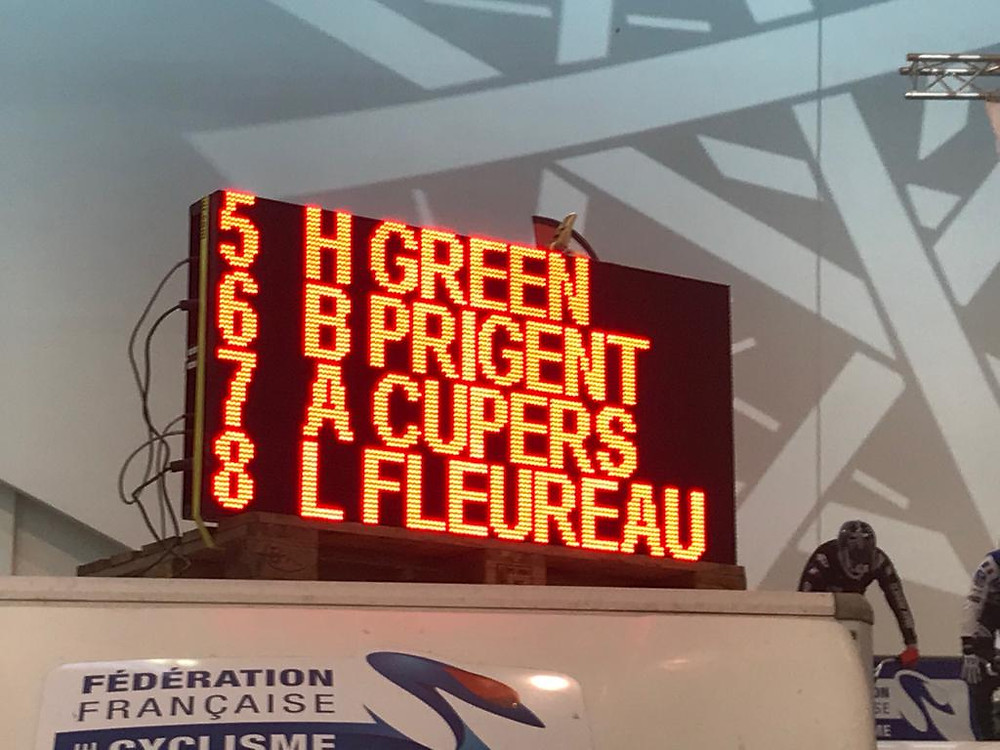 5 H GREEN
6 B PRIGENT
7 A CUPERS
8 L FLEUREAU
FÉDÉRATION
FRANÇAISE
CYCLISME